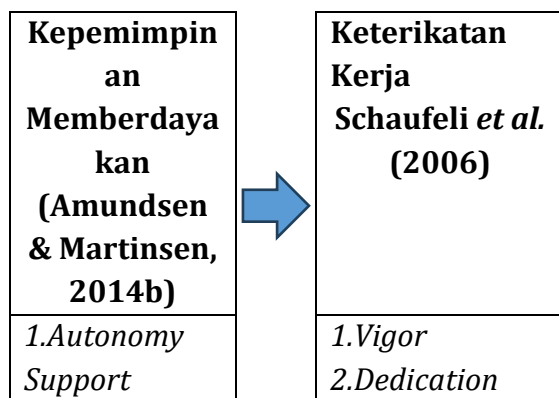 Kepemimpin
an
Memberdaya
kan
(Amundsen
& Martinsen,
2014b)
1.Autonomy
Support
Keterikatan
Kerja
Schaufeli et al.
(2006)
1.Vigor
2.Dedication